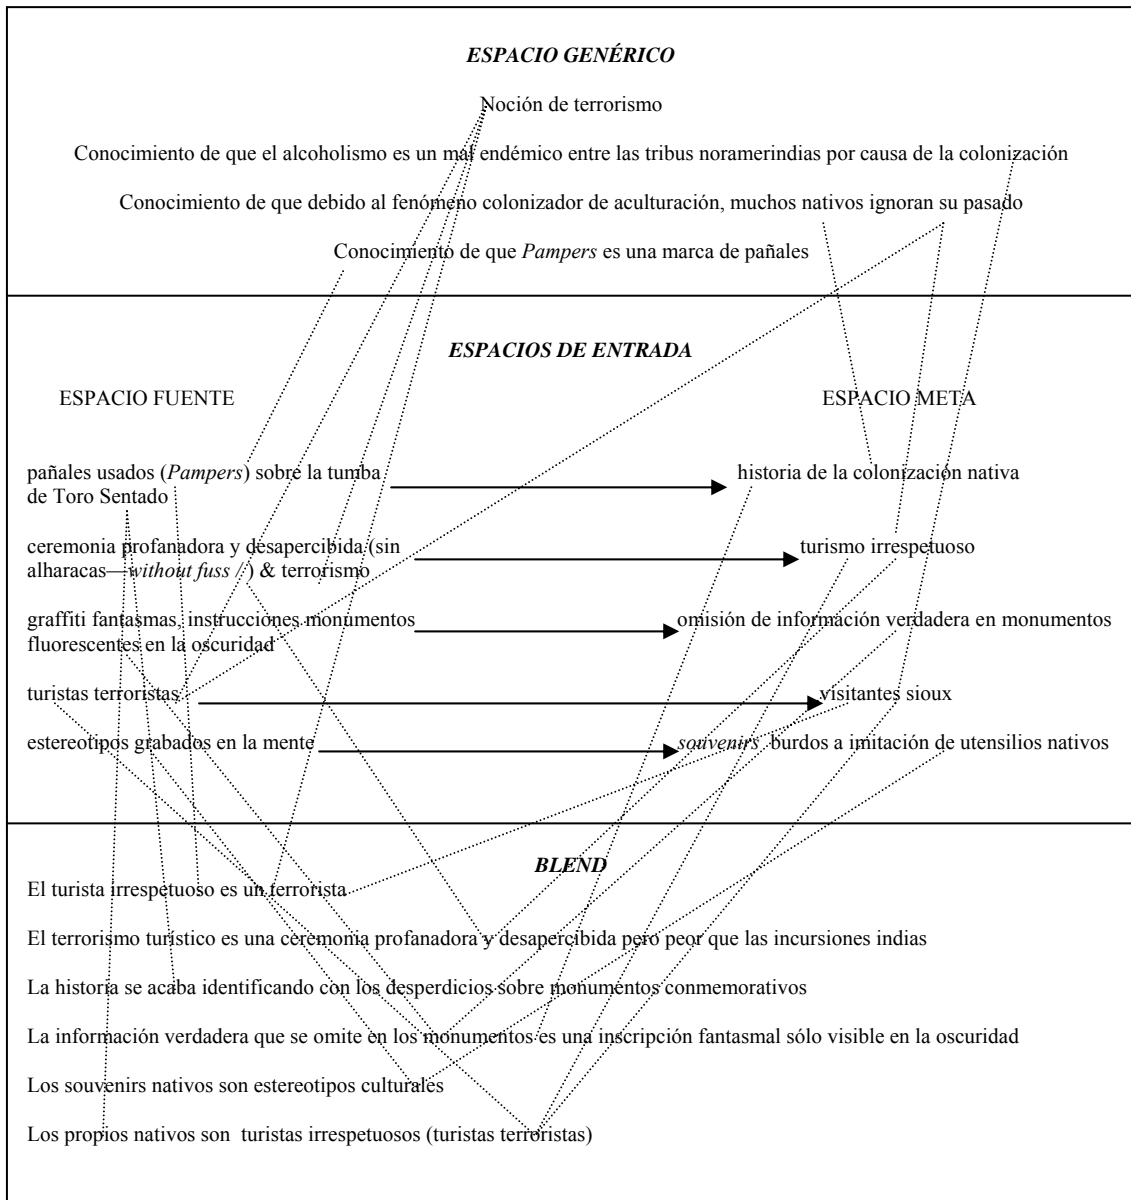 ESPACIO GENÉRICO
Noción de terrorismo
Conocimiento de que el alcoholismo es un mal endémico entre las tribus noramerindias por causa de la colonización
Conocimiento de que debido al fenómeno colonizador de aculturación, muchos nativos ignoran su pasado
Conocimiento de que Pampers es una marca de pañales
ESPACIOS DE ENTRADA
ESPACIO FUENTE
ESPACIO META
pañales usados (Pampers) sobre la tumba
de Toro Sentado
historia de la colonización nativa
ceremonia profanadora y desapercibida (sin
alharacas—without fuss /) & terrorismo
turismo irrespetuoso
graffiti fantasmas, instrucciones monumentos
fluorescentes en la oscuridad
omisión de información verdadera en monumentos
turistas terroristas
visitantes sioux
estereotipos grabados en la mente
souvenirs burdos a imitación de utensilios nativos
BLEND
El turista irrespetuoso es un terrorista
El terrorismo turístico es una ceremonia profanadora y desapercibida pero peor que las incursiones indias
La historia se acaba identificando con los desperdicios sobre monumentos conmemorativos
La información verdadera que se omite en los monumentos es una inscripción fantasmal sólo visible en la oscuridad
Los souvenirs nativos son estereotipos culturales
Los propios nativos son turistas irrespetuosos (turistas terroristas)